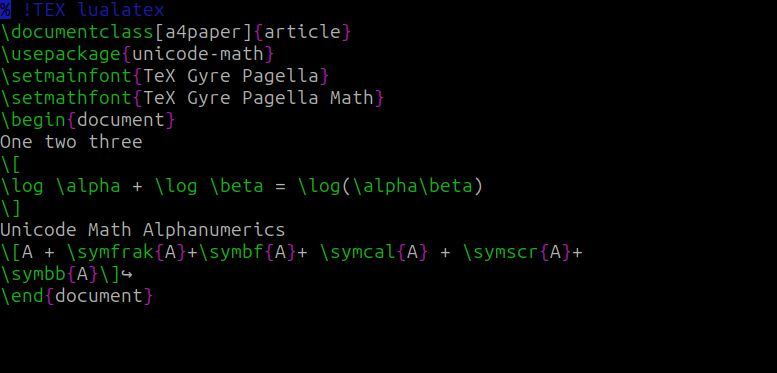 % !TEX lualatex
\documentclass[a4paper]{article}
\usepackage{unicode-math}
\setmainfont{TeX Gyre Pagella}
\setmathfont{TeX Gyre Pagella Math}
\begin{document}
One two three
\[
\log \alpha + \log \beta = \log(\alpha\beta)
\]
Unicode Math Alphanumerics
\[A + \symfrak{A}+\symbf{A}+ \symcal{A} + \symscr{A}+
\symbb{A}\]↪
\end{document}